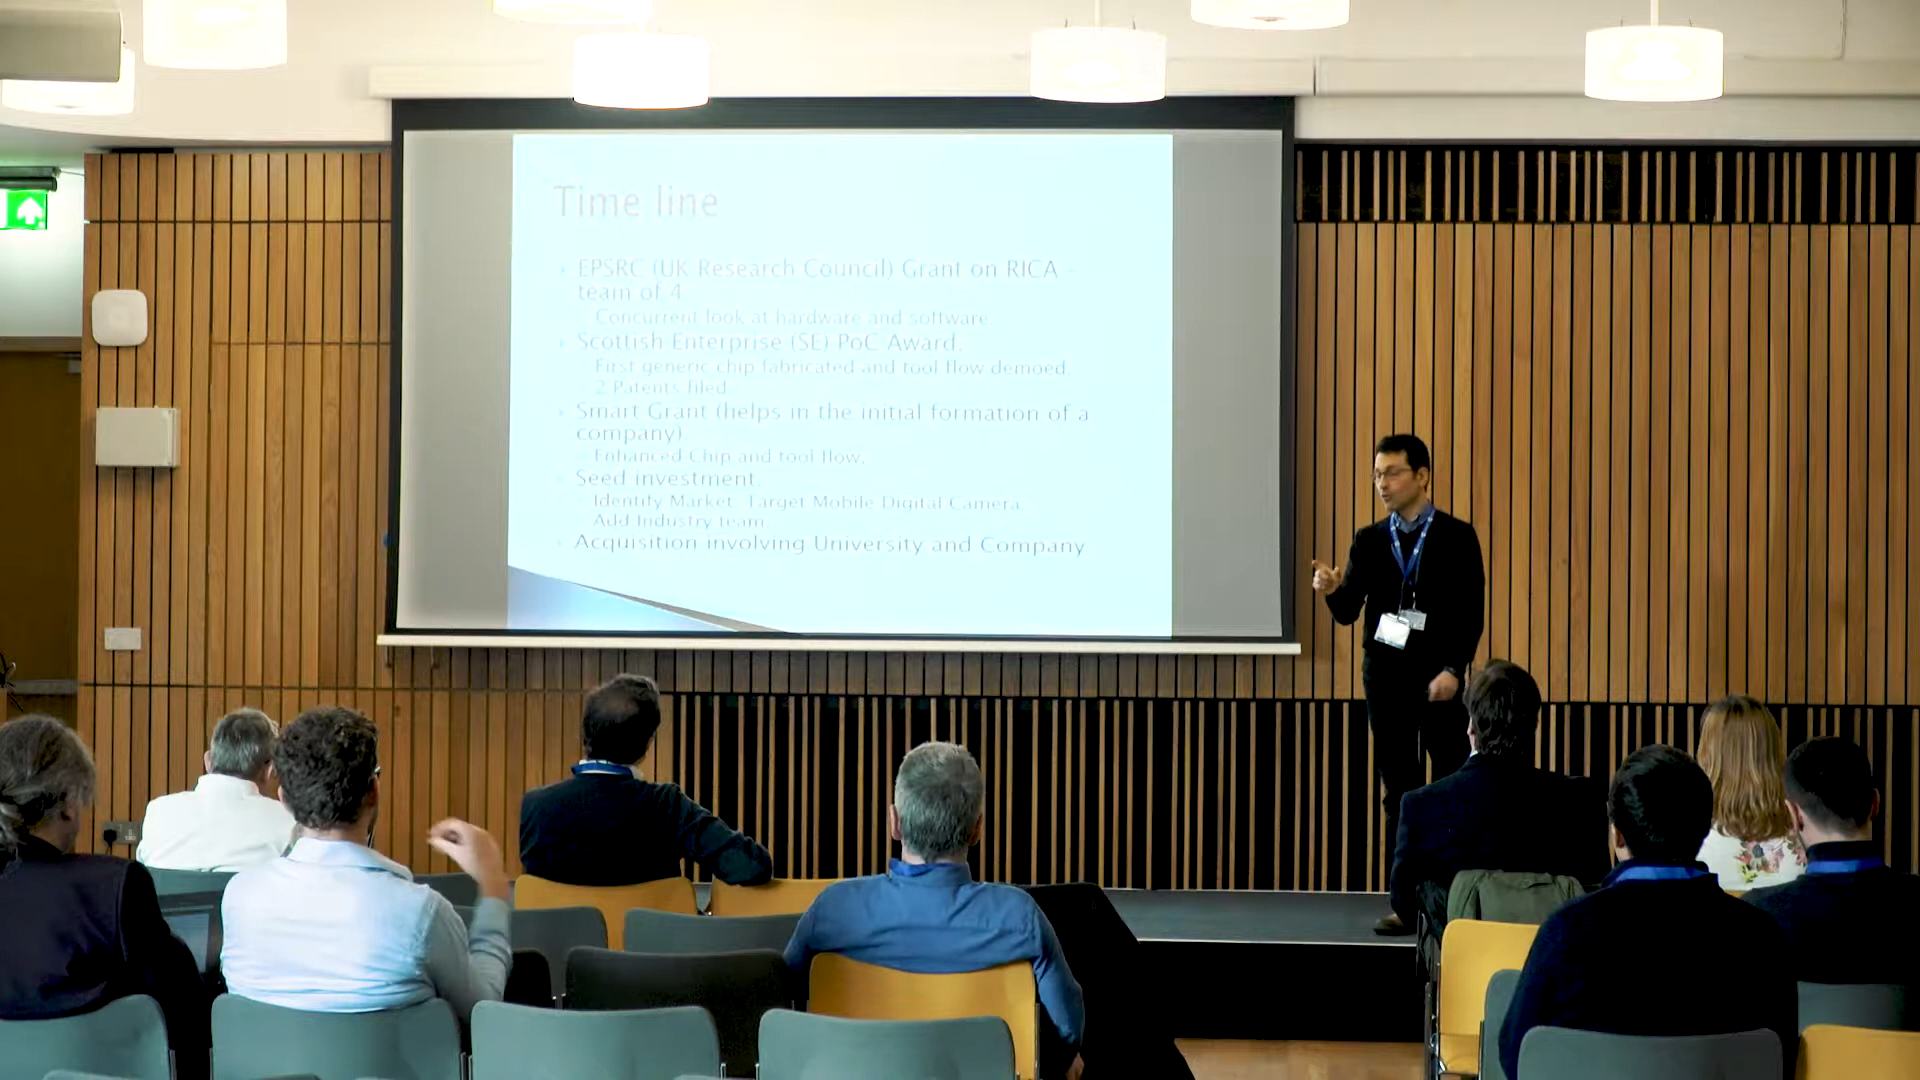 Time line
EPSRC (UK Research Council) Grant on RICA –
team of 4
Concurrent look at hardware and software.
Scottish Enterprise (SE) PoC Award.
First generic chip fabricated and tool flow demoed.
2 Patents filed.
Smart Grant (helps in the initial formation of a
company).
Enhanced Chip and tool flow.
Seed investment.
Identify Market: Target Mobile Digital Camera.
Add Industry team
Acquisition involving University and Company